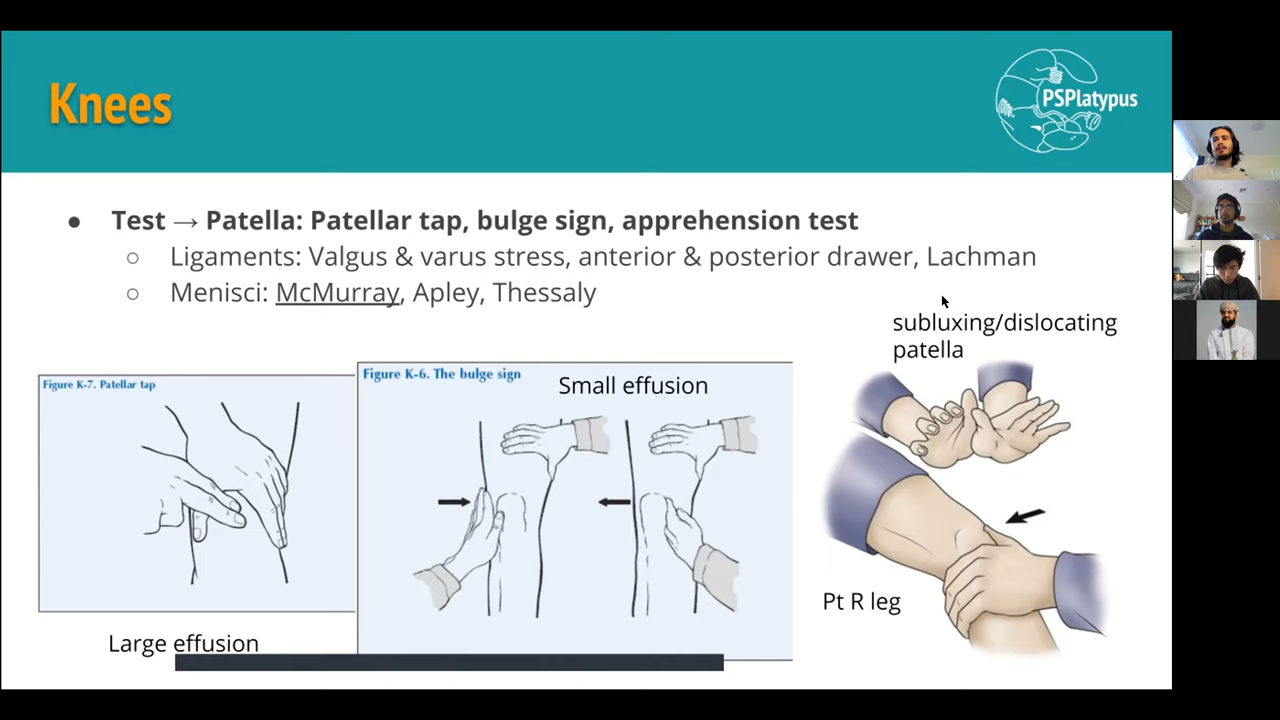 Knees
PSPlatypus
● Test → Patella: Patellar tap, bulge sign, apprehension test
○ Ligaments: Valgus & varus stress, anterior & posterior drawer, Lachman
○ Menisci: McMurray, Apley, Thessaly
subluxing/dislocating
patella
Figure K-7. Patellar tap
Figure K-6. The bulge sign
Small effusion
Pt R leg
Large effusion